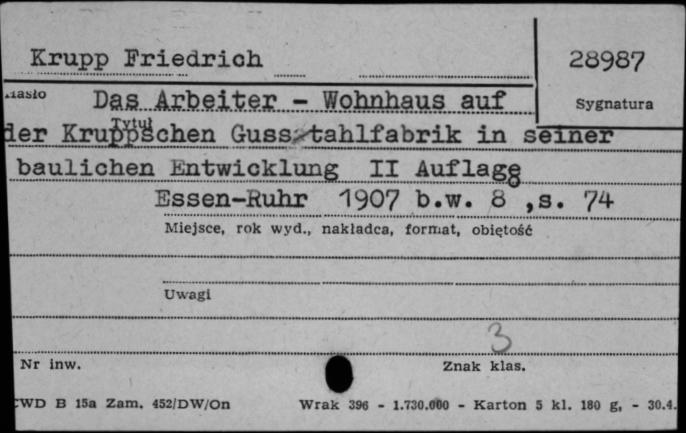 Krupp Friedrich 28987
Hasło Das Arbeiter - Wohnhaus auf Sygnatura
Tytuł
der Kruppschen Gusstahlfabrik in seiner
baulichen Entwicklung II Auflage
Essen-Ruhr 1907 b.w. 8 , s. 74
Miejsce, rok wyd., nakładca, format, objętość
Uwagi
3
Nr inw. Znak klas.
CWD B 15a Zam. 452/DW/On Wrak 396 - 1.730.000 - Karton 5 kl. 180 g, - 30.4.